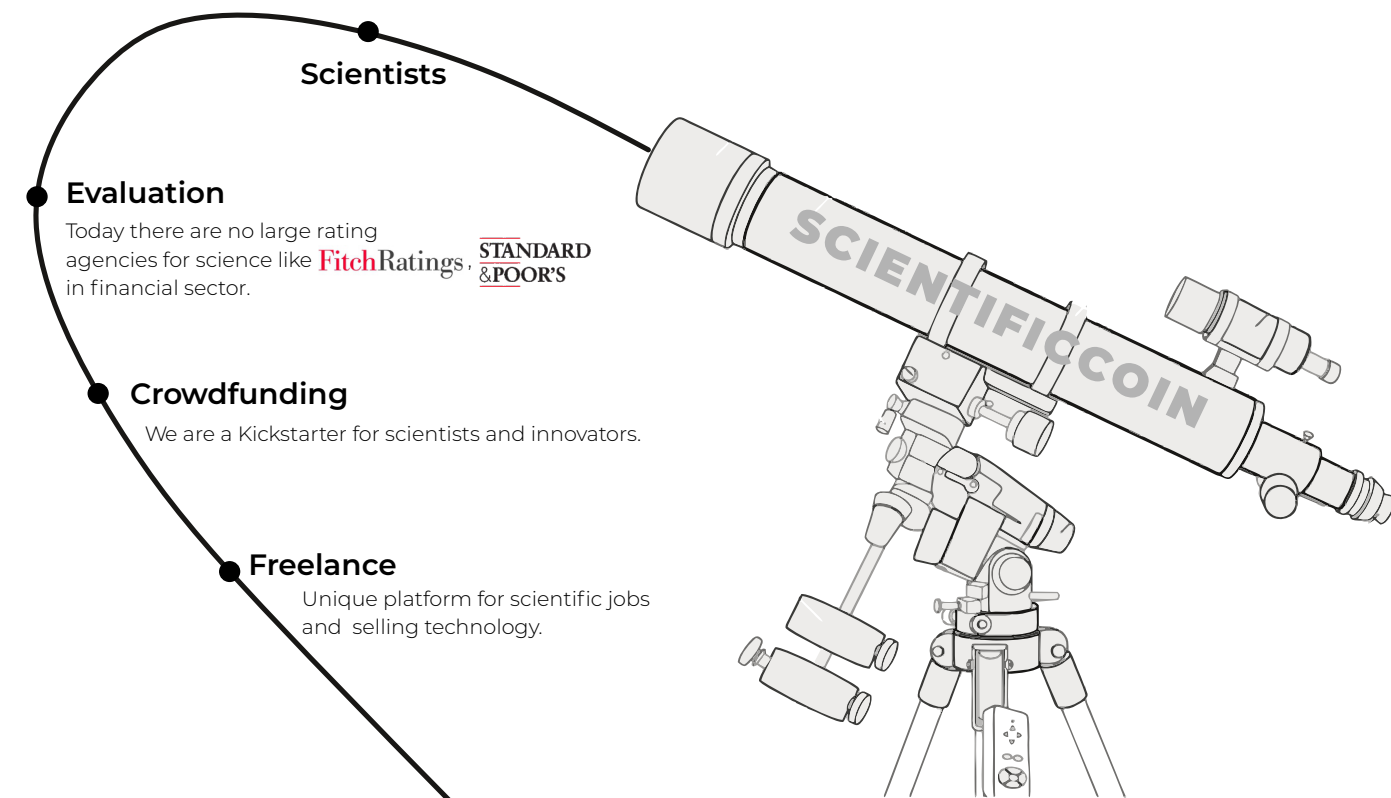 Scientists
SCIENTIFICCOIN
Evaluation
Today there are no large rating
agencies for science like FitchRatings, STANDARD
&POOR'S
in financial sector.
Crowdfunding
We are a Kickstarter for scientists and innovators.
Freelance
Unique platform for scientific jobs
and selling technology.